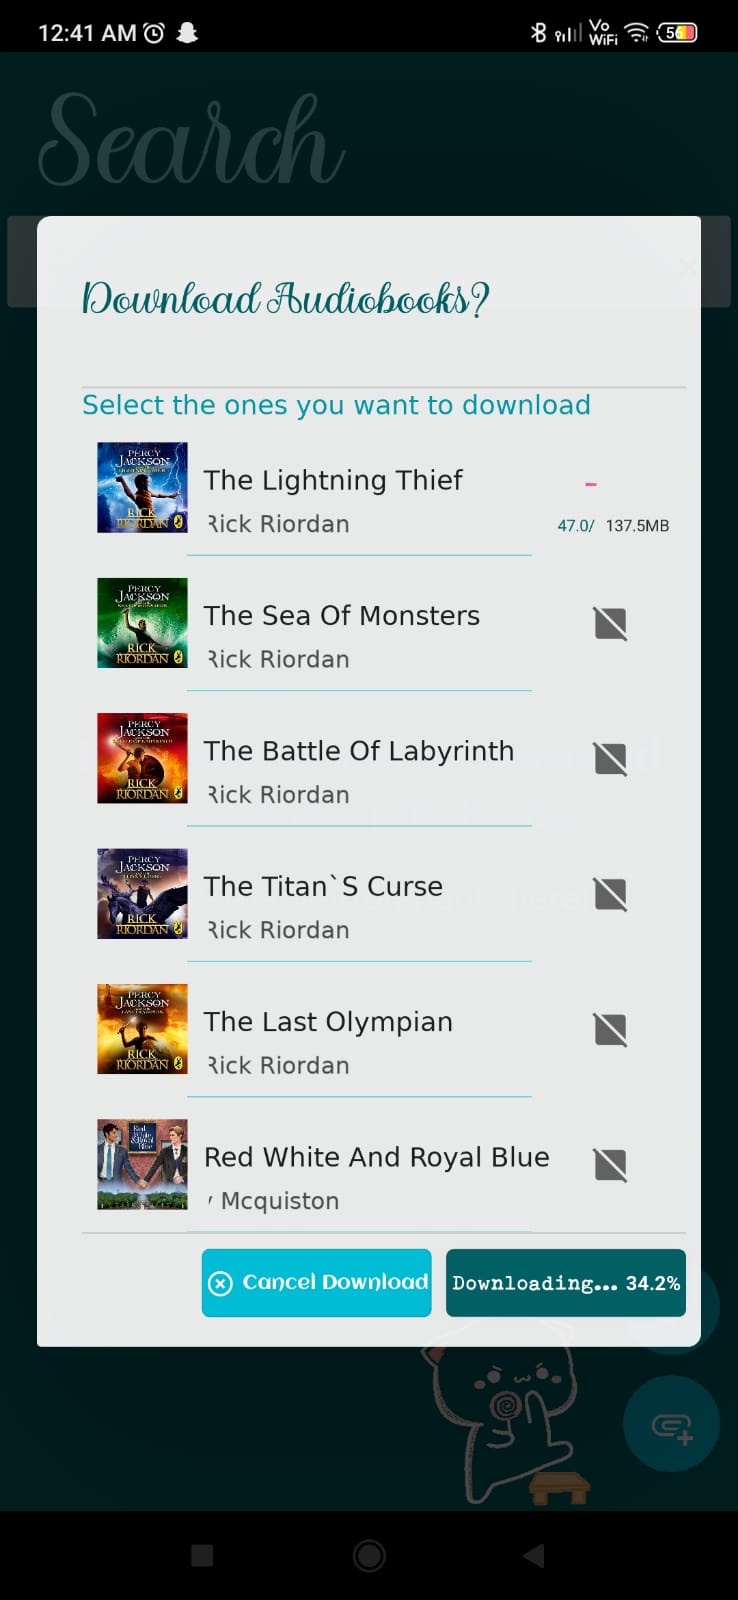 12:41 AM
Vo
WiFi
56
Search
Download Audiobooks?
Select the ones you want to download
PERCY
JACKSON
RICK
RIORDAN
The Lightning Thief
Rick Riordan
47.0/ 137.5MB
PERCY
JACKSON
RICK
RIORDAN
The Sea Of Monsters
Rick Riordan
PERCY
JACKSON
RICK
RIORDAN
The Battle Of Labyrinth
Rick Riordan
PERCY
JACKSON
RICK
RIORDAN
The Titan`S Curse
Rick Riordan
PERCY
JACKSON
RICK
RIORDAN
The Last Olympian
Rick Riordan
Red, White
& Royal
Blue
Red White And Royal Blue
y Mcquiston
Cancel Download
Downloading... 34.2%